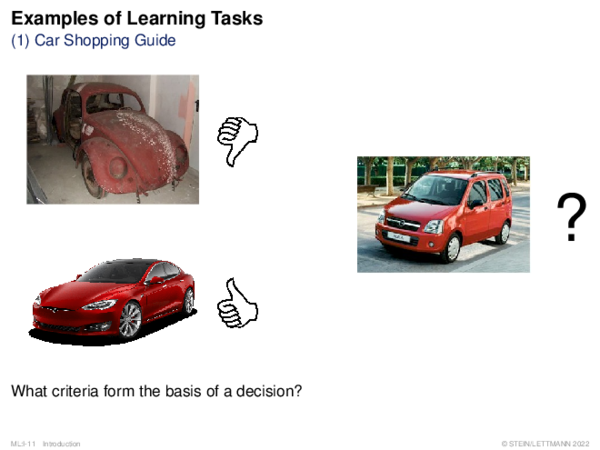 Examples of Learning Tasks
(1) Car Shopping Guide
?
What criteria form the basis of a decision?
ML:I-11 Introduction
© STEIN/LETTMANN 2022